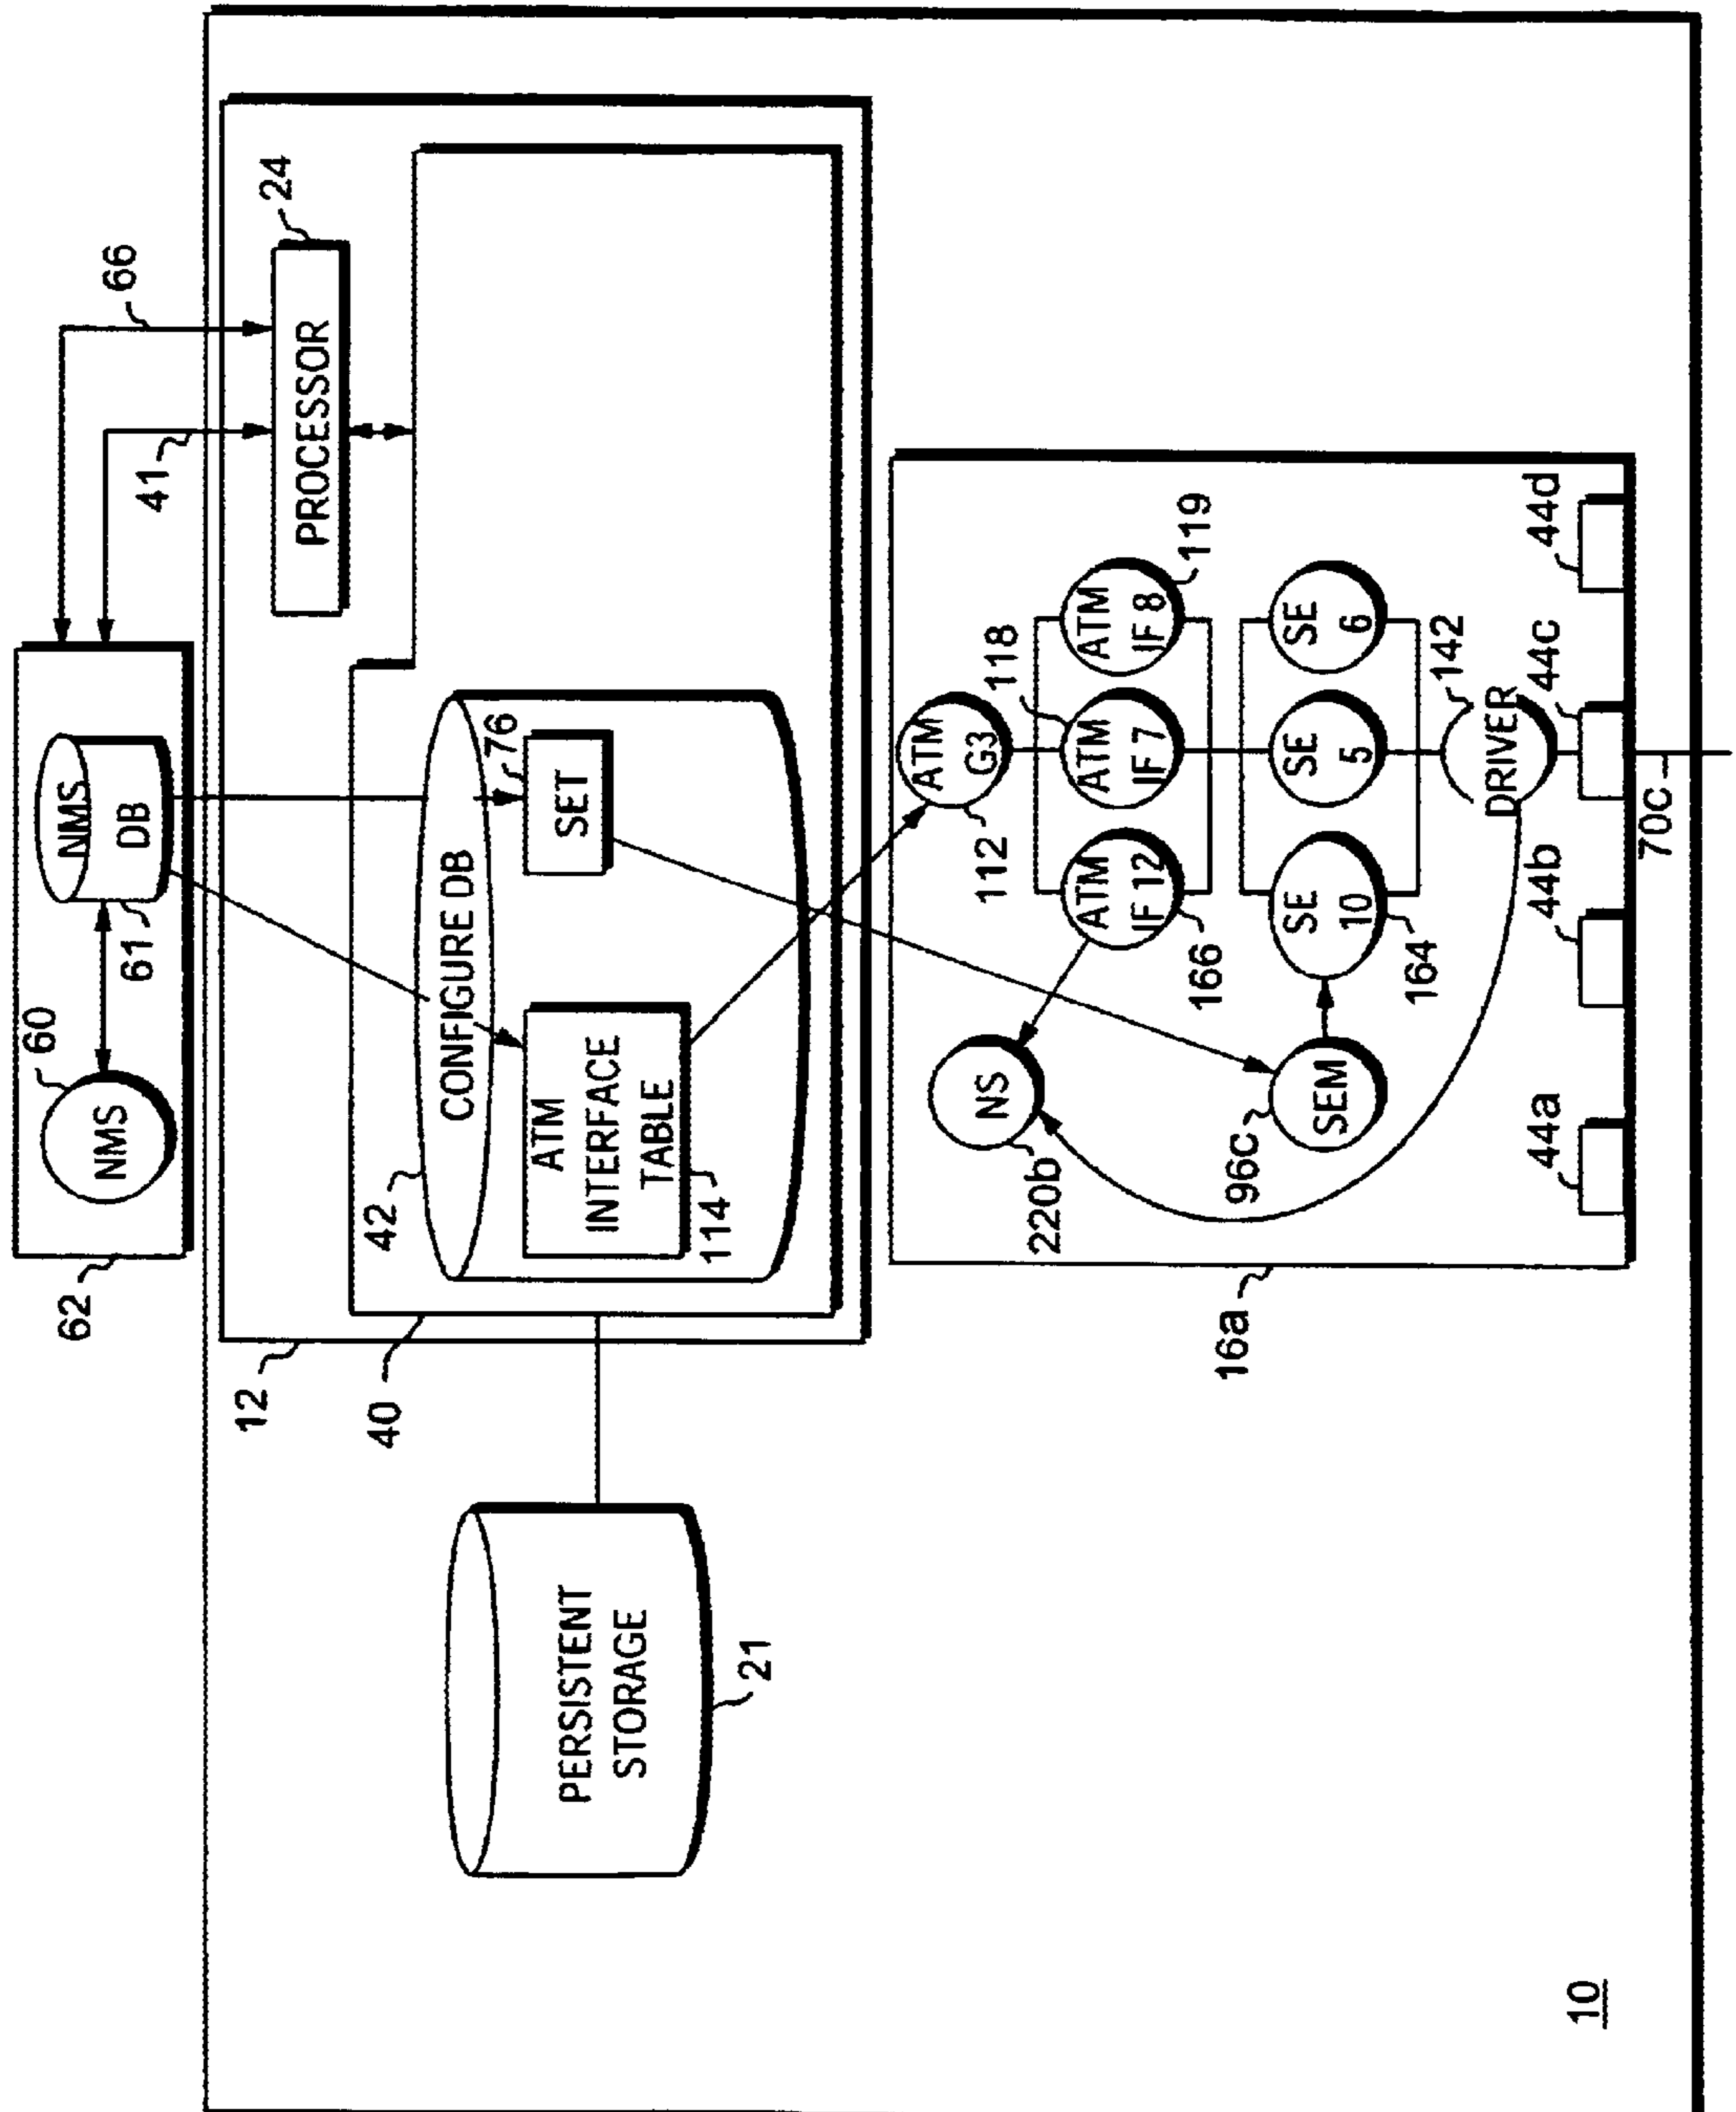 62
60
NMS
61
NMS
DB
66
41
12
40
PROCESSOR
24
42
CONFIGURE DB
76
SET
ATM
INTERFACE
TABLE
114
PERSISTENT
STORAGE
21
16a
NS
220b
ATM
G3
112
118
ATM
IF 12
166
ATM
IF 7
ATM
IF 8
119
SEM
96c
SE
10
164
SE
5
SE
6
142
DRIVER
44a
44b
44c
44d
70c
10